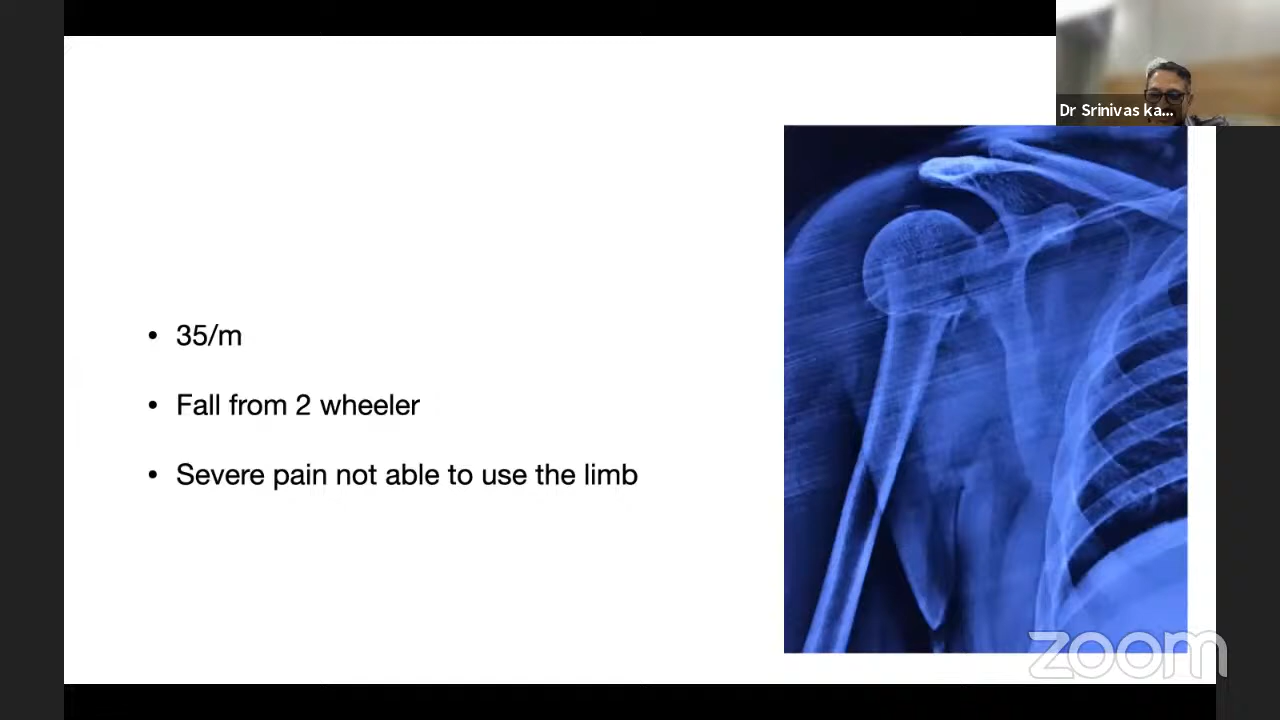 Dr Srinivas ka...
• 35/m
• Fall from 2 wheeler
• Severe pain not able to use the limb
zoom